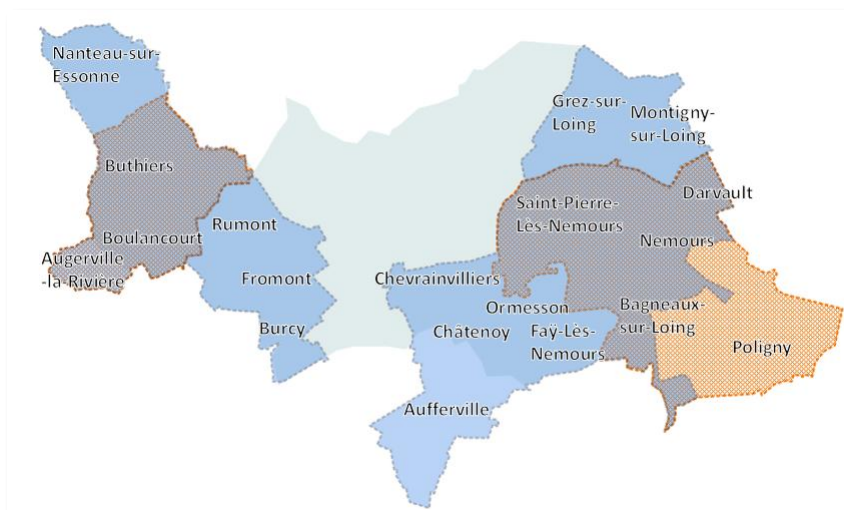 Nanteau-sur-
Essonne
Buthiers
Boulancourt
Augerville
-la-Rivière
Rumont
Fromont
Burcy
Grez-sur-
Loing
Montigny-
sur-Loing
Darvault
Saint-Pierre-
Lès-Nemours
Nemours
Chevrainvilliers
Ormesson
Châtenoy
Faÿ-Lès-
Nemours
Bagneaux-
sur-Loing
Poligny
Aufferville